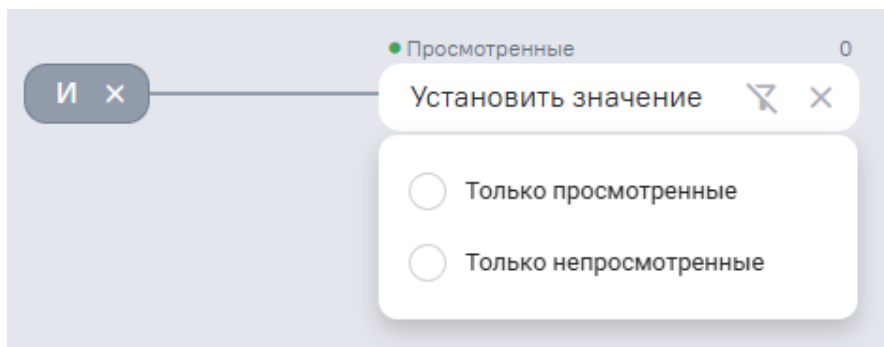 Просмотренные 0
И × Установить значение ×
Только просмотренные
Только непросмотренные